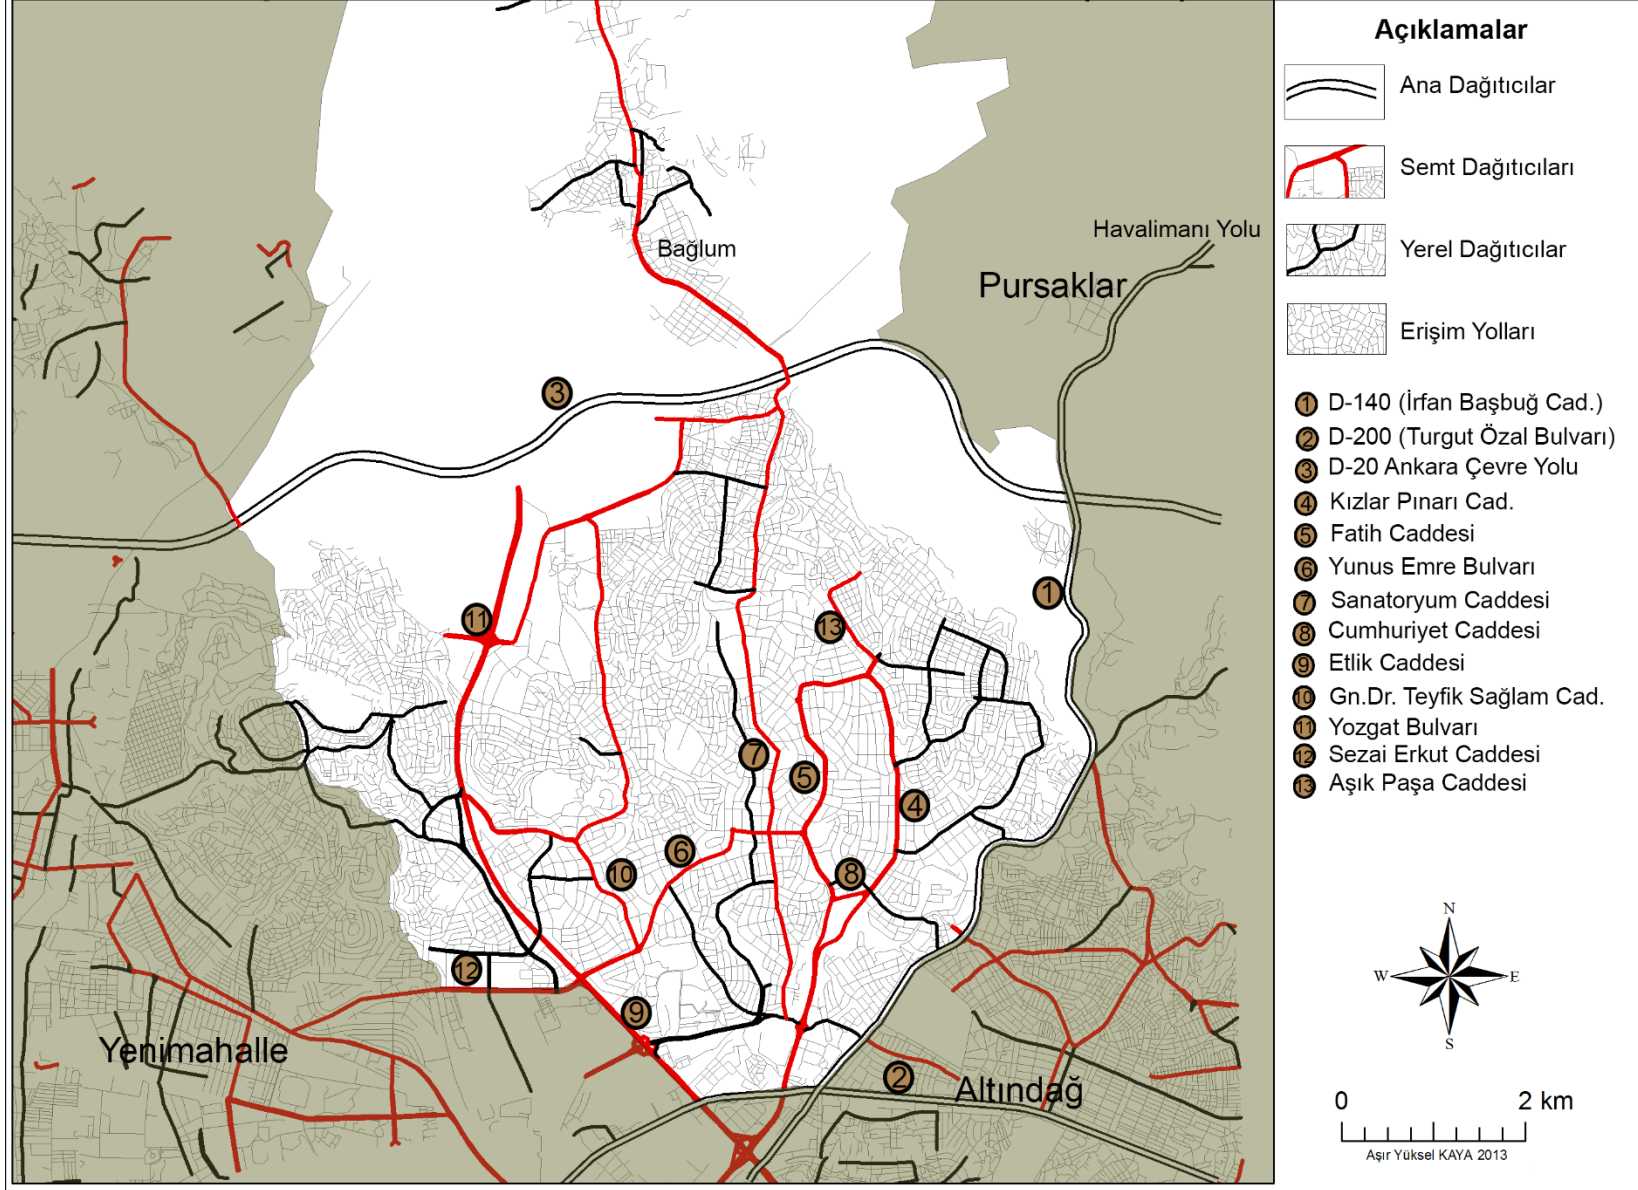 Açıklamalar
Ana Dağıtıcılar
Semt Dağıtıcıları
Yerel Dağıtıcılar
Erişim Yolları
1 D-140 (İrfan Başbuğ Cad.)
2 D-200 (Turgut Özal Bulvarı)
3 D-20 Ankara Çevre Yolu
4 Kızlar Pınarı Cad.
5 Fatih Caddesi
6 Yunus Emre Bulvarı
7 Sanatoryum Caddesi
8 Cumhuriyet Caddesi
9 Etlik Caddesi
10 Gn.Dr. Teyfik Sağlam Cad.
11 Yozgat Bulvarı
12 Sezai Erkut Caddesi
13 Aşık Paşa Caddesi
Havalimanı Yolu
Bağlum
Pursaklar
3
1
11
13
7
5
4
6
10
8
12
9
Yenimahalle
2
Altındağ
N
W E
S
0 2 km
Aşır Yüksel KAYA 2013